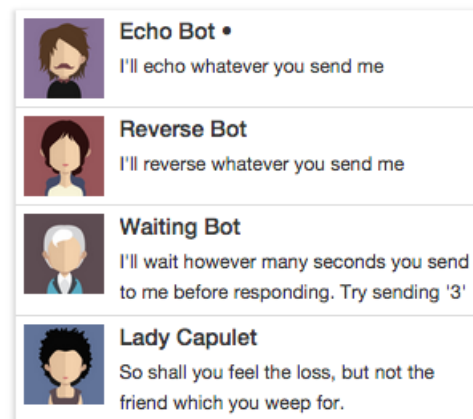 Echo Bot •
I'll echo whatever you send me
Reverse Bot
I'll reverse whatever you send me
Waiting Bot
I'll wait however many seconds you send
to me before responding. Try sending '3'
Lady Capulet
So shall you feel the loss, but not the
friend which you weep for.